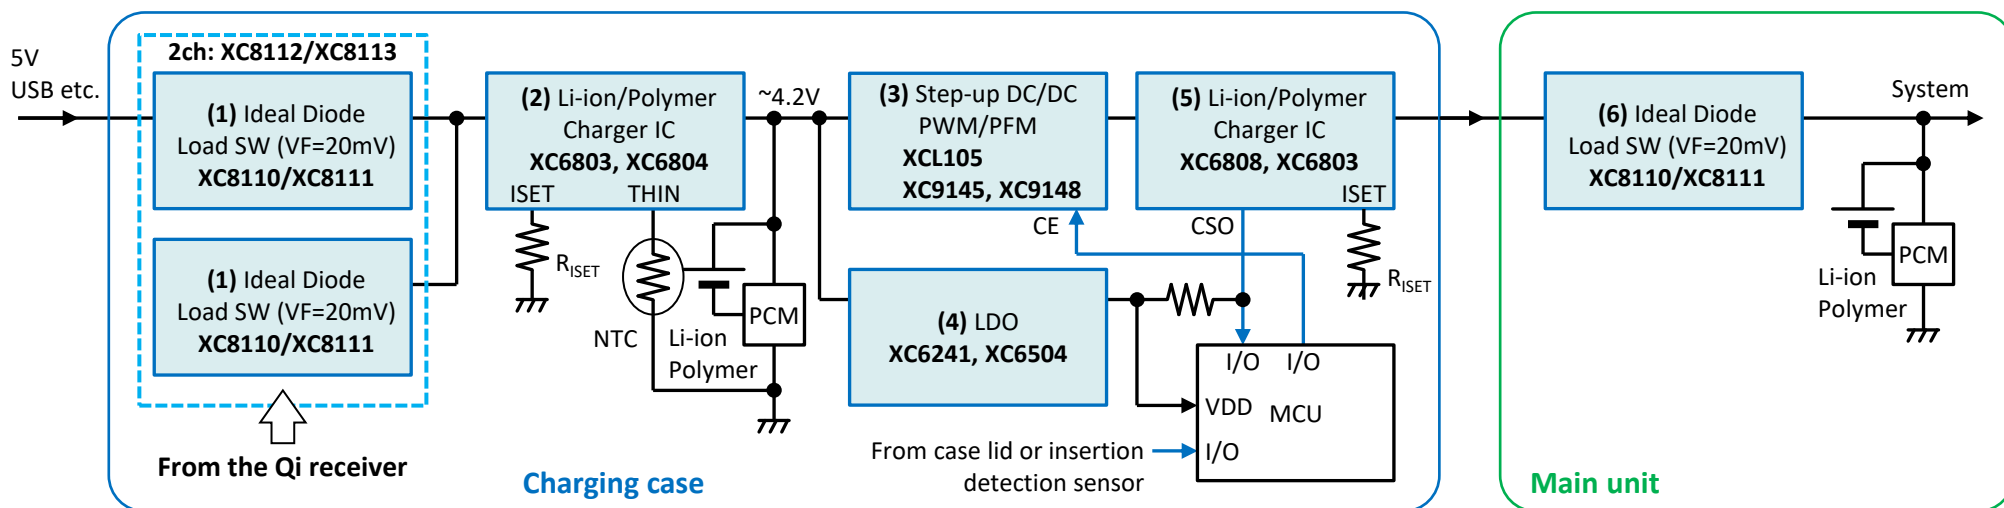 5V
USB etc.
2ch: XC8112/XC8113
(1) Ideal Diode
Load SW (VF=20mV)
XC8110/XC8111
(1) Ideal Diode
Load SW (VF=20mV)
XC8110/XC8111
From the Qi receiver
(2) Li-ion/Polymer
Charger IC
XC6803, XC6804
ISET
THIN
RISET
NTC
Li-ion
Polymer
PCM
~4.2V
(3) Step-up DC/DC
PWM/PFM
XCL105
XC9145, XC9148
CE
(4) LDO
XC6241, XC6504
(5) Li-ion/Polymer
Charger IC
XC6808, XC6803
ISET
CSO
RISET
I/O
I/O
VDD
MCU
I/O
From case lid or insertion
detection sensor
Charging case
(6) Ideal Diode
Load SW (VF=20mV)
XC8110/XC8111
System
PCM
Li-ion
Polymer
Main unit